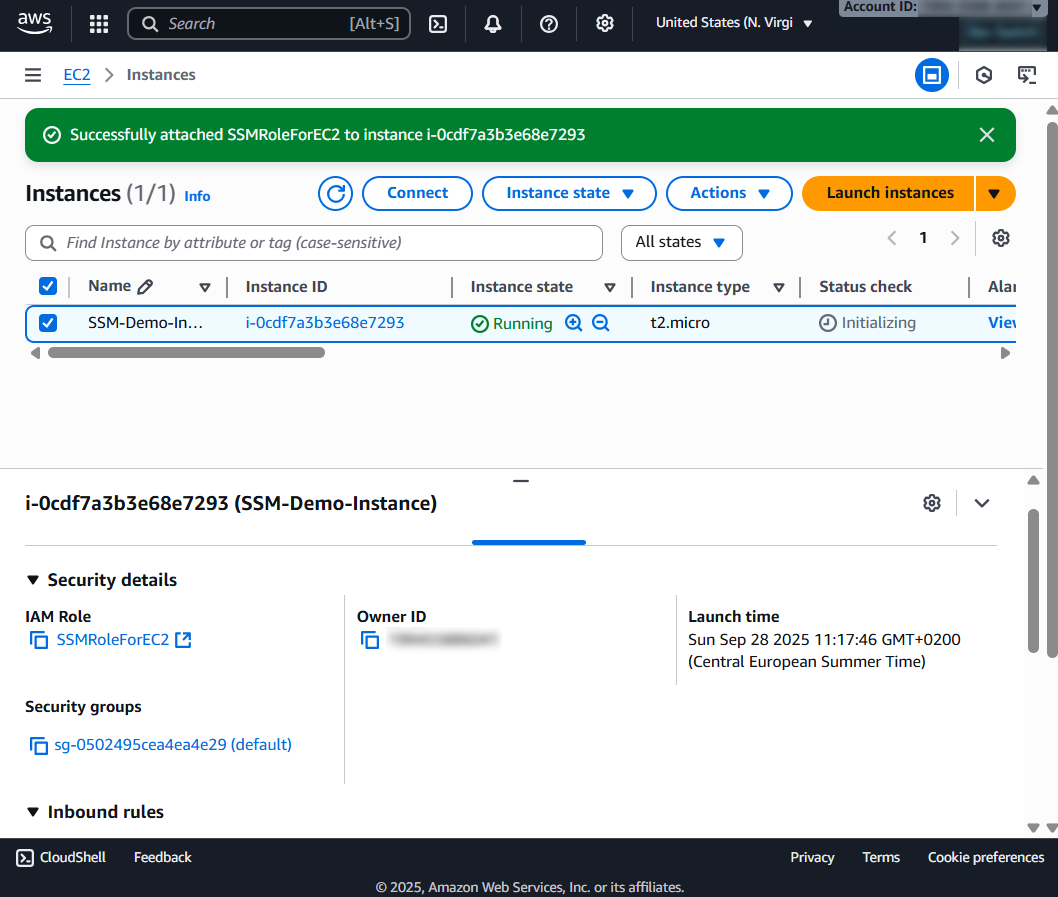 aws Search [Alt+S] United States (N. Virgi Account ID:
EC2 Instances
Successfully attached SSMRoleForEC2 to instance i-0cdf7a3b3e68e7293
Instances (1/1) Info Connect Instance state Actions Launch instances
Find Instance by attribute or tag (case-sensitive) All states 1
Name Instance ID Instance state Instance type Status check Alar
SSM-Demo-In... i-0cdf7a3b3e68e7293 Running t2.micro Initializing View
i-0cdf7a3b3e68e7293 (SSM-Demo-Instance)
Security details
IAM Role
SSMRoleForEC2
Owner ID
Launch time
Sun Sep 28 2025 11:17:46 GMT+0200
(Central European Summer Time)
Security groups
sg-0502495cea4ea4e29 (default)
Inbound rules
CloudShell Feedback Privacy Terms Cookie preferences
© 2025, Amazon Web Services, Inc. or its affiliates.